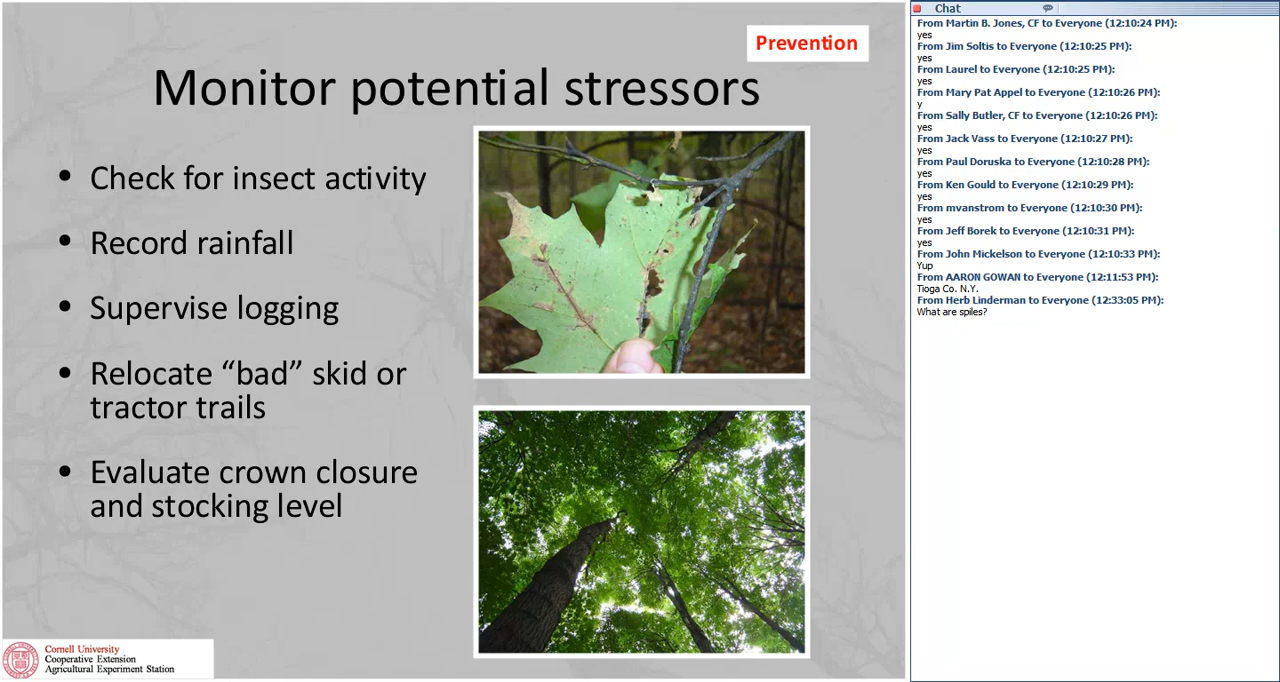 Prevention
Monitor potential stressors
• Check for insect activity
• Record rainfall
• Supervise logging
• Relocate “bad” skid or
tractor trails
• Evaluate crown closure
and stocking level
Cornell University
Cooperative Extension
Agricultural Experiment Station
Chat
From Martin B. Jones, CF to Everyone (12:10:24 PM):
yes
From Jim Soltis to Everyone (12:10:25 PM):
yes
From Laurel to Everyone (12:10:25 PM):
yes
From Mary Pat Appel to Everyone (12:10:26 PM):
y
From Sally Butler, CF to Everyone (12:10:26 PM):
yes
From Jack Vass to Everyone (12:10:27 PM):
yes
From Paul Doruska to Everyone (12:10:28 PM):
yes
From Ken Gould to Everyone (12:10:29 PM):
yes
From mvanstrom to Everyone (12:10:30 PM):
yes
From Jeff Borek to Everyone (12:10:31 PM):
yes
From John Mickelson to Everyone (12:10:33 PM):
Yup
From AARON GOWAN to Everyone (12:11:53 PM):
Tioga Co. N.Y.
From Herb Linderman to Everyone (12:33:05 PM):
What are spiles?